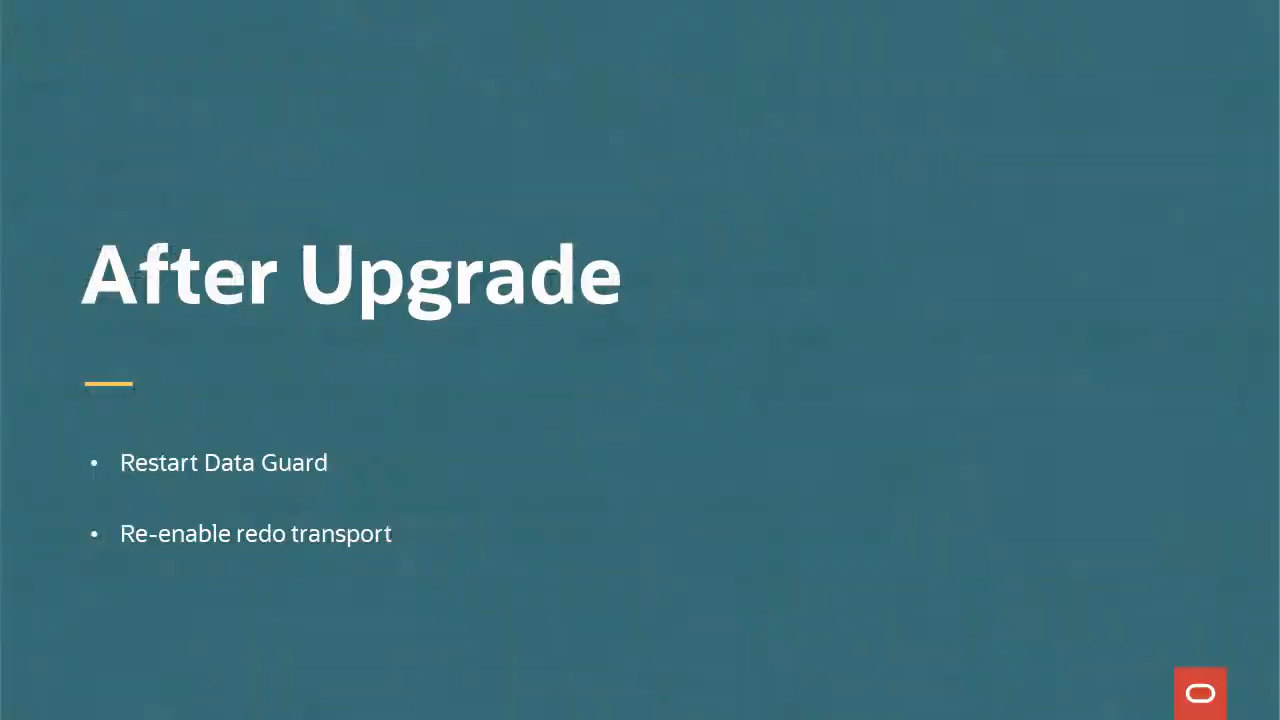 After Upgrade
• Restart Data Guard
• Re-enable redo transport